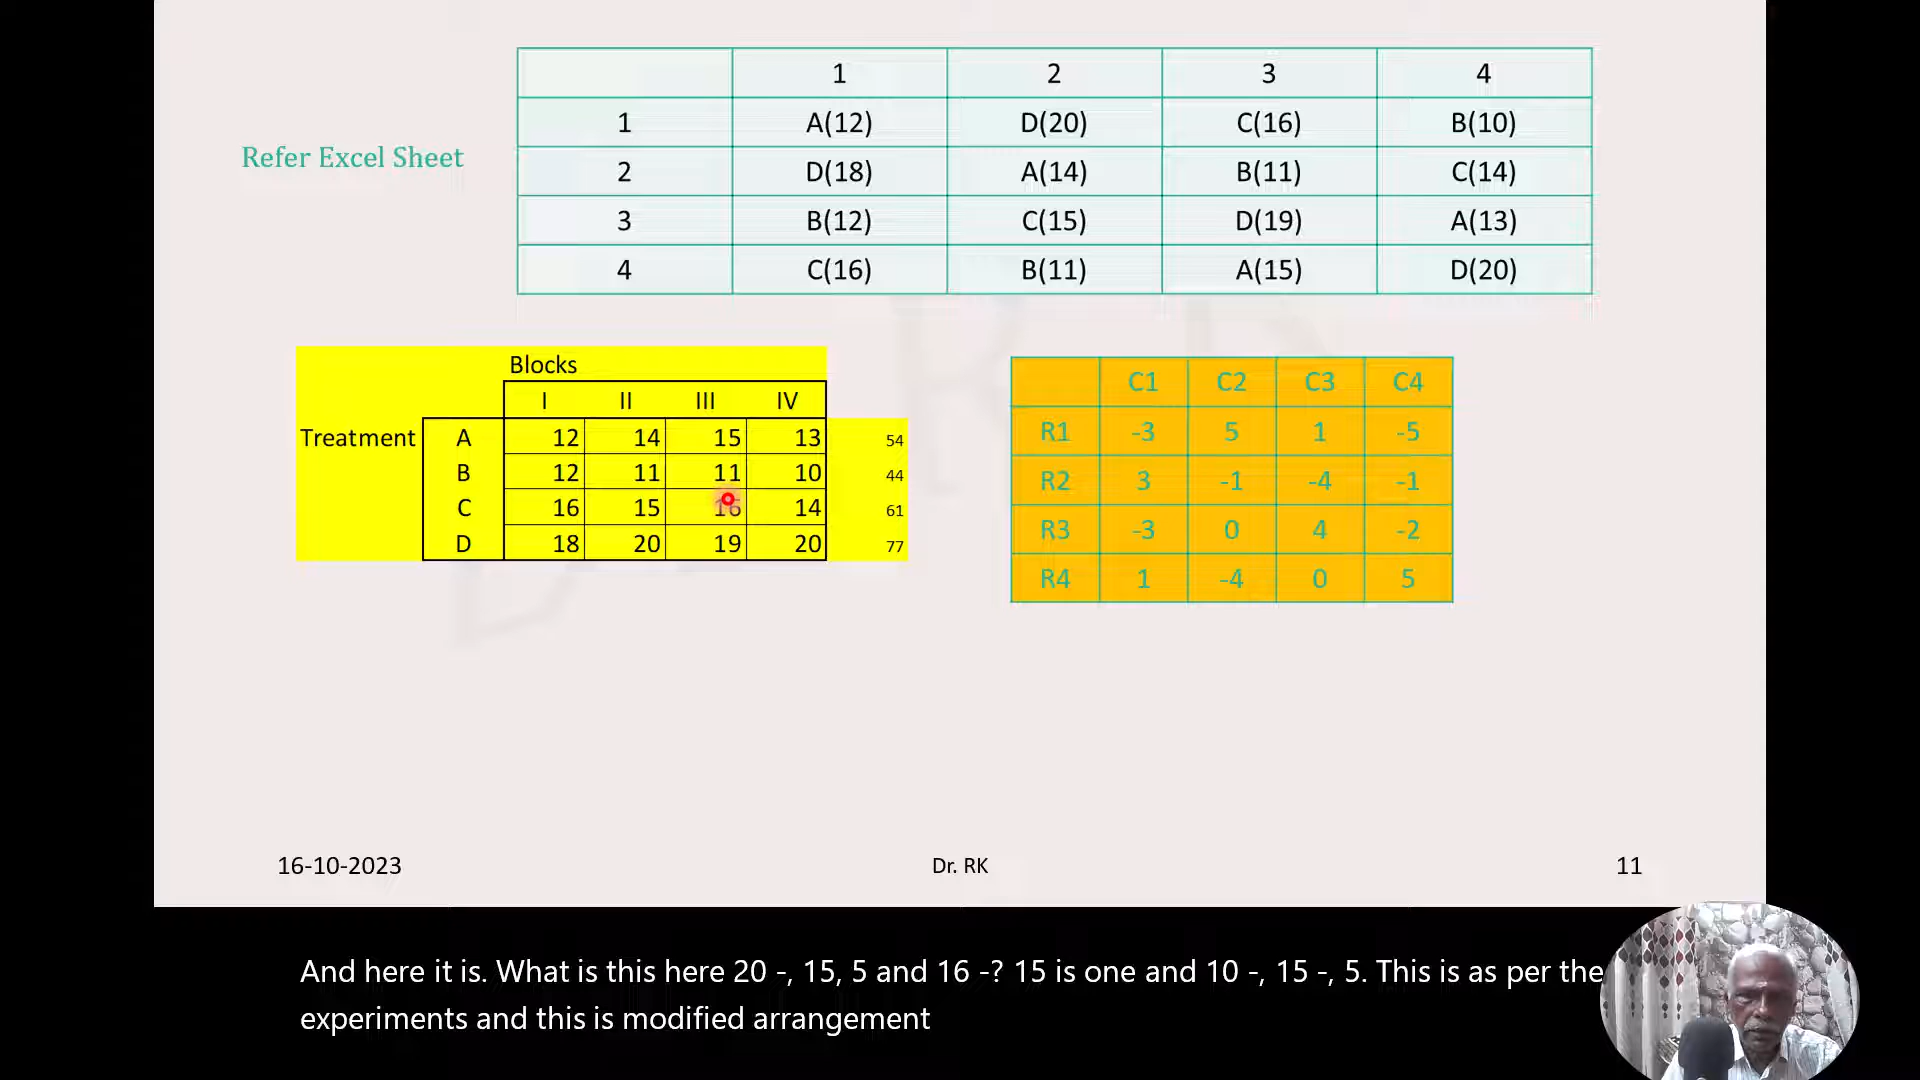 1 2 3 4
1 A(12) D(20) C(16) B(10)
Refer Excel Sheet
2 D(18) A(14) B(11) C(14)
3 B(12) C(15) D(19) A(13)
4 C(16) B(11) A(15) D(20)
Blocks
I II III IV
Treatment A 12 14 15 13 54
B 12 11 11 10 44
C 16 15 16 14 61
D 18 20 19 20 77
C1 C2 C3 C4
R1 -3 5 1 -5
R2 3 -1 -4 -1
R3 -3 0 4 -2
R4 1 -4 0 5
16-10-2023 Dr. RK 11
And here it is. What is this here 20 -, 15, 5 and 16 -? 15 is one and 10 -, 15 -, 5. This is as per the
experiments and this is modified arrangement